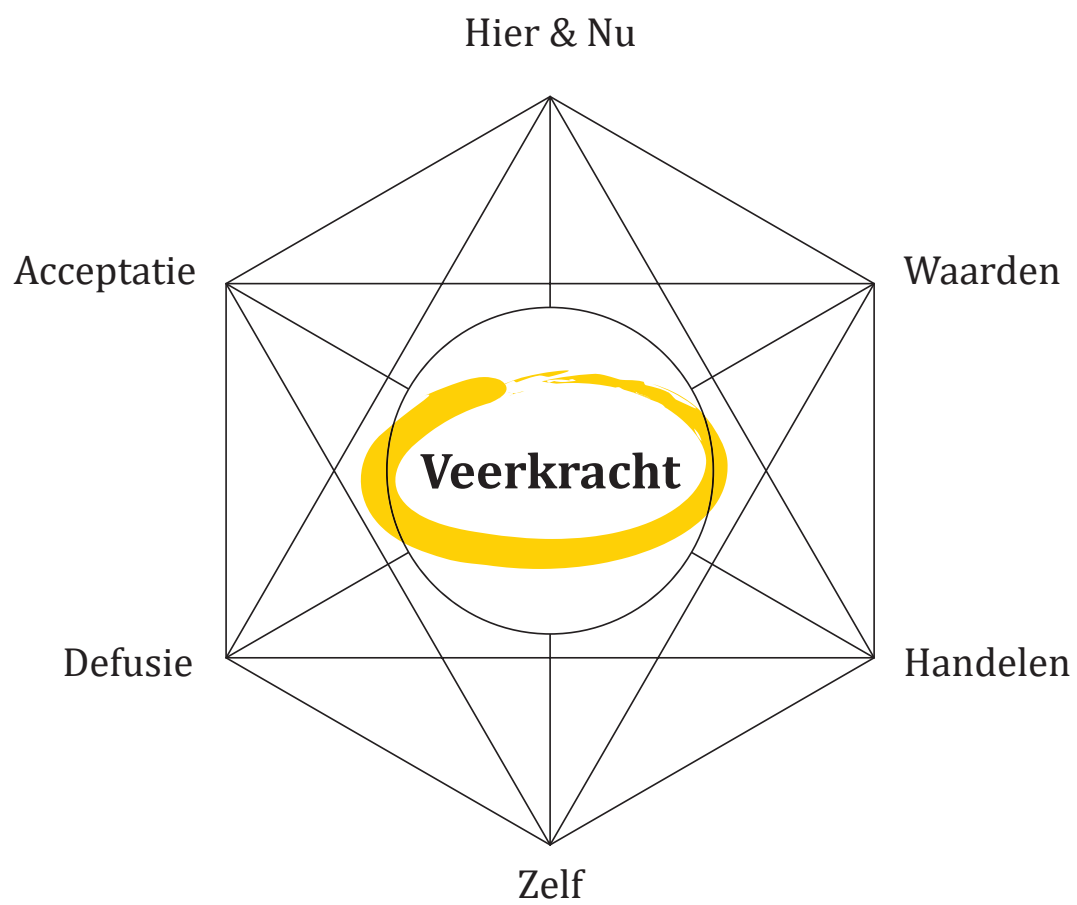 Hier & Nu
Acceptatie
Waarden
Veerkracht
Defusie
Handelen
Zelf